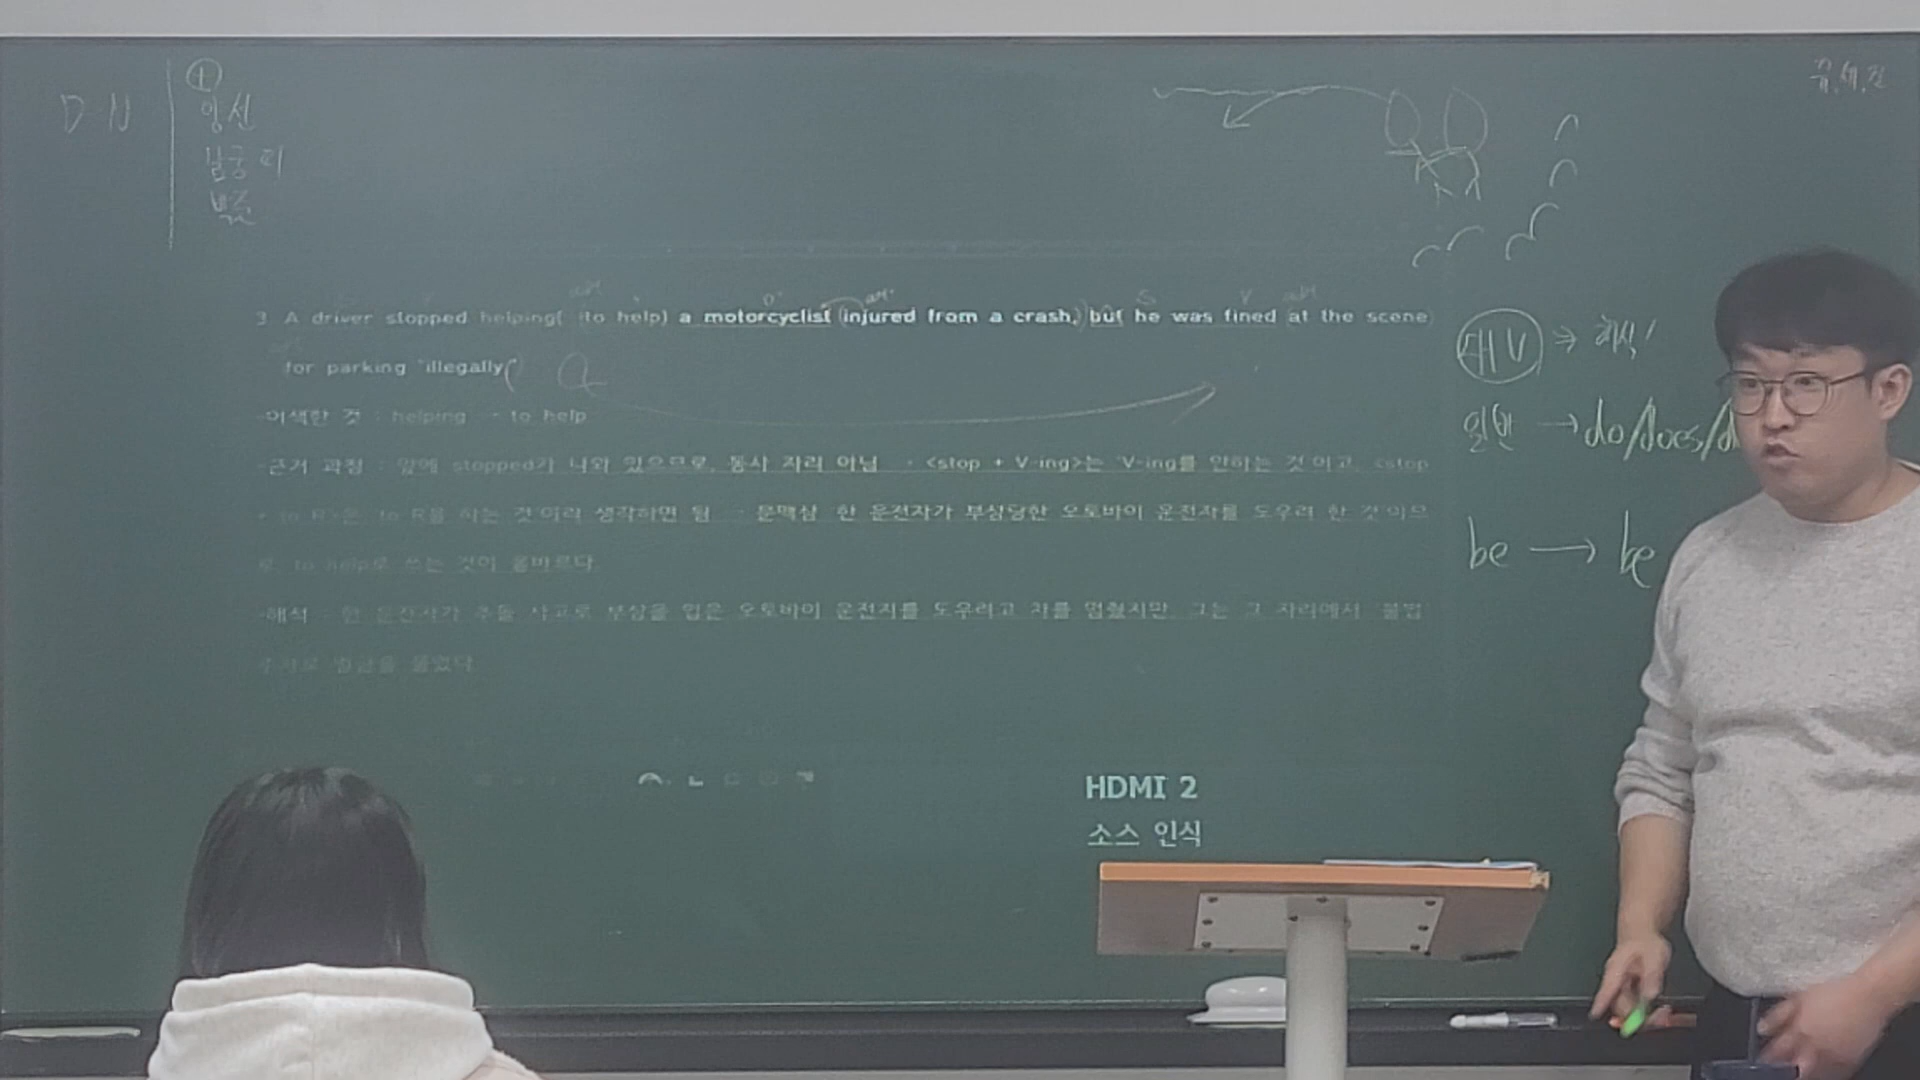 D-N
①
양선
남궁
3 A driver stopped helping( to help) a motorcyclist (injured from a crash,) but he was fined at the scene
for parking "illegally
-어색한 것 : helping → to help
-근거 과정 : 앞에 stopped가 나와 있으므로, 동사 자리 아님 → <stop + V-ing>는 'V-ing를 안하는 것'이고, <stop
+ to R>은 'to R을 하는 것'이라 생각하면 됨 → 문맥상 한 운전자가 부상당한 오토바이 운전자를 도우려 한 것이므
로, to help로 쓰는 것이 올바르다.
-해석 : 한 운전자가 추돌 사고로 부상을 입은 오토바이 운전자를 도우려고 차를 멈췄지만, 그는 그 자리에서 '불법
주차'로 벌금을 물었다.
대V ⇒ 해석!
일반 → do/does/d
be → be
HDMI 2
소스 인식